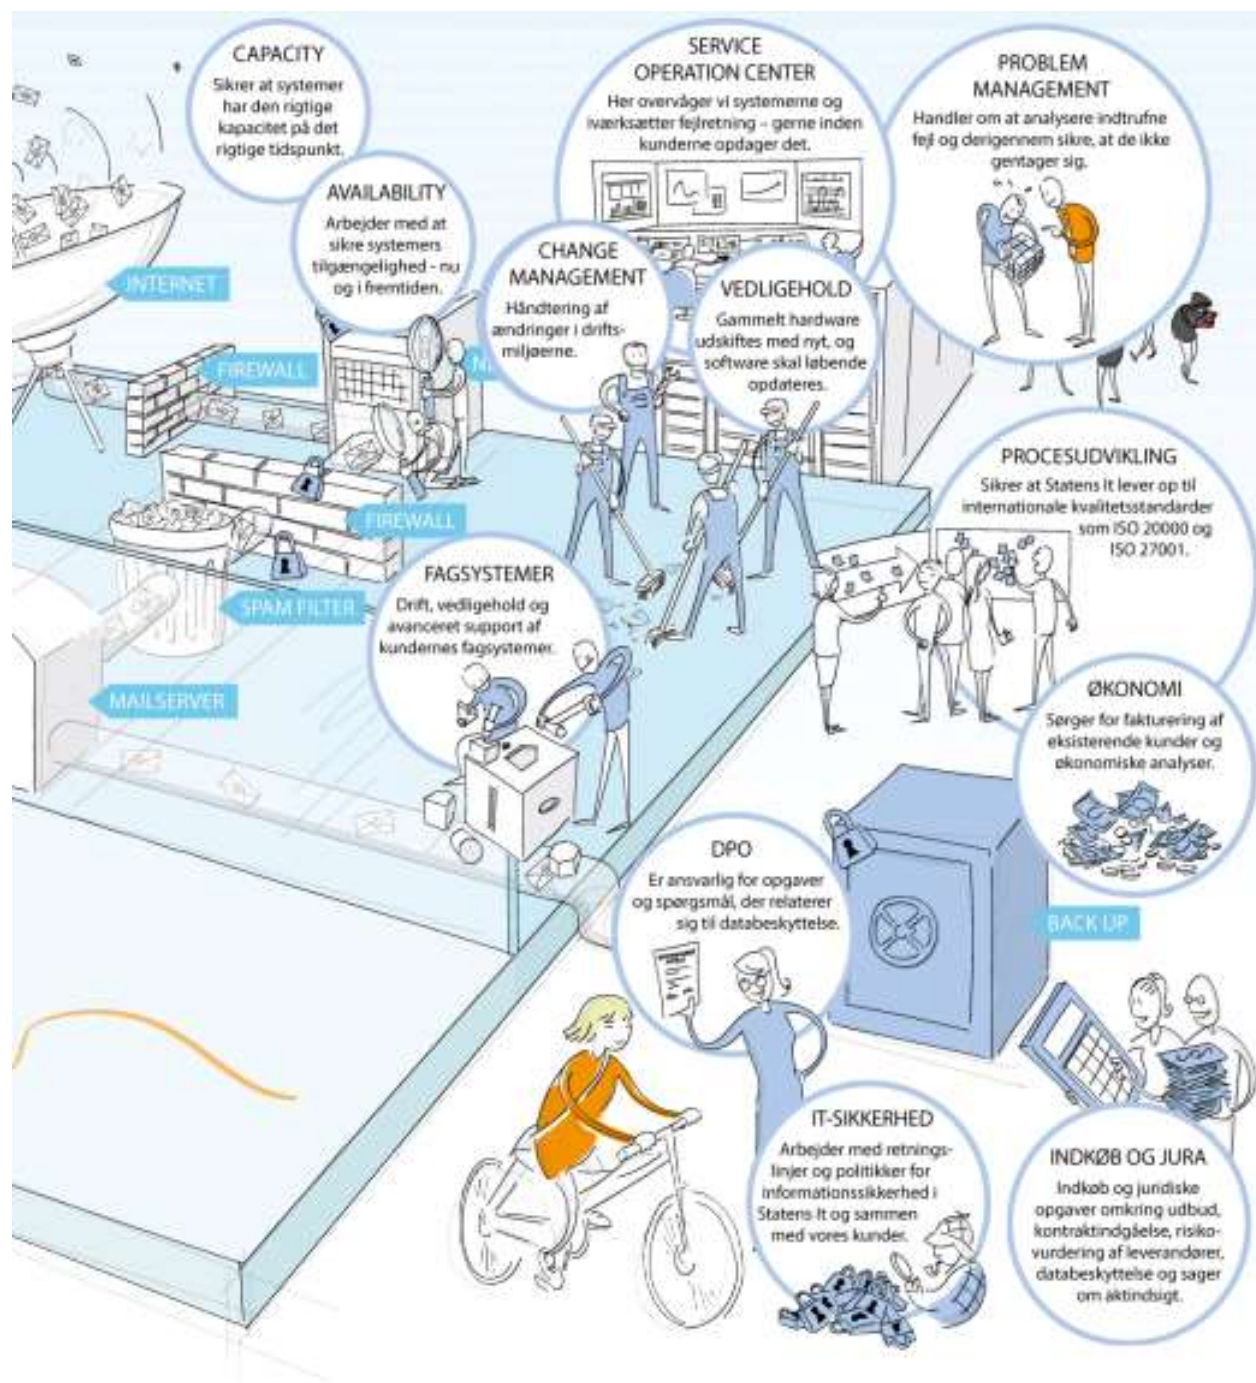 CAPACITY
Sikrer at systemer
har den rigtige
kapacitet på det
rigtige tidspunkt.
SERVICE
OPERATION CENTER
Her overvåger vi systemerne og
iværksætter fejlretning – gerne inden
kunderne opdager det.
PROBLEM
MANAGEMENT
Handler om at analysere indtrufne
fejl og derigennem sikre, at de ikke
gentager sig.
AVAILABILITY
Arbejder med at
sikre systemers
tilgængelighed - nu
og i fremtiden.
CHANGE
MANAGEMENT
Håndtering af
ændringer i drifts-
miljøerne.
VEDLIGEHOLD
Gammelt hardware
udskiftes med nyt, og
software skal løbende
opdateres.
INTERNET
FIREWALL
FIREWALL
SPAM FILTER
MAILSERVER
PROCESUDVIKLING
Sikrer at Statens It lever op til
internationale kvalitetsstandarder
som ISO 20000 og
ISO 27001.
FAGSYSTEMER
Drift, vedligehold og
avanceret support af
kundernes fagsystemer.
ØKONOMI
Sørger for fakturering af
eksisterende kunder og
økonomiske analyser.
DPO
Er ansvarlig for opgaver
og spørgsmål, der relaterer
sig til databeskyttelse.
BACK UP
IT-SIKKERHED
Arbejder med retnings-
linjer og politikker for
informationssikkerhed i
Statens It og sammen
med vores kunder.
INDKØB OG JURA
Indkøb og juridiske
opgaver omkring udbud,
kontraktindgåelse, risiko-
vurdering af leverandører,
databeskyttelse og sager
om aktindsigt.